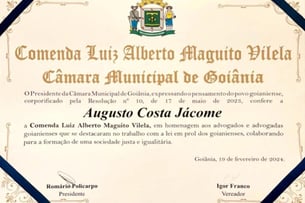 Comenda Luiz Alberto Maguito Vilela
Câmara Municipal de Goiânia
O Presidente da Câmara Municipal de Goiânia, expressando o pensamento do povo goianiense,
corporificado pela Resolução nº 10, de 17 de maio de 2023, confere a
Augusto Costa Jácome
a Comenda Luiz Alberto Maguito Vilela, em homenagem aos advogados e advogadas
goianienses que se destacaram no trabalho com a lei em prol dos goianienses, colaborando
para a formação de uma sociedade justa e igualitária.
Goiânia, 19 de fevereiro de 2024.
Romário Policarpo
Presidente
Igor Franco
Vereador